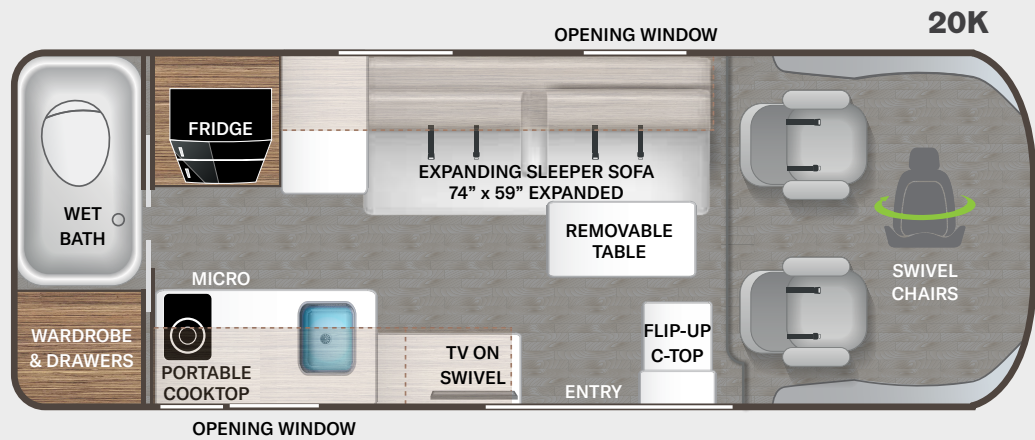 20K
OPENING WINDOW
FRIDGE
EXPANDING SLEEPER SOFA
74” x 59” EXPANDED
WET
BATH
REMOVABLE
TABLE
SWIVEL
CHAIRS
MICRO
WARDROBE
& DRAWERS
PORTABLE
COOKTOP
TV ON
SWIVEL
FLIP-UP
C-TOP
ENTRY
OPENING WINDOW